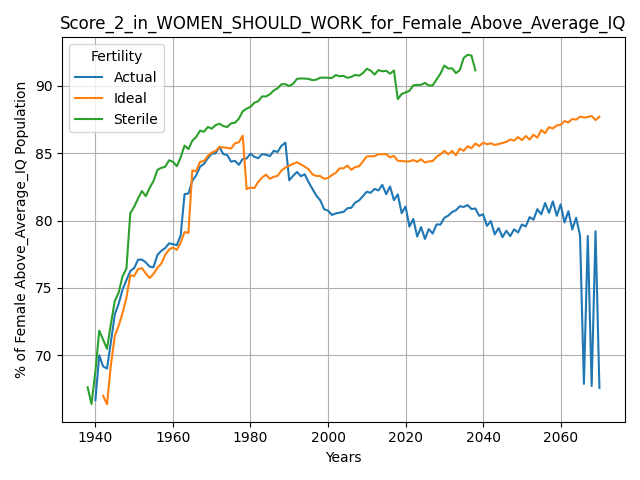 Score_2_in_WOMEN_SHOULD_WORK_for_Female_Above_Average_IQ
Fertility
Actual
Ideal
Sterile
% of Female Above_Average_IQ Population
90
85
80
75
70
1940
1960
1980
2000
2020
2040
2060
Years